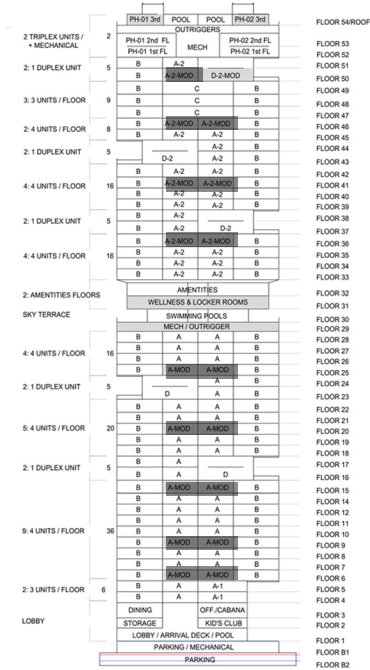 PH-01 3rd POOL POOL PH-02 3rd FLOOR 54/ROOF
OUTRIGGERS
2 TRIPLEX UNITS / 2 PH-01 2nd FL PH-02 2nd FL FLOOR 53
+ MECHANICAL MECH
PH-01 1st FL PH-02 1st FL FLOOR 52
B A-2 FLOOR 51
2: 1 DUPLEX UNIT 5 B A-2-MOD D-2-MOD FLOOR 50
B C B FLOOR 49
3: 3 UNITS / FLOOR 9 B C B FLOOR 48
B C B FLOOR 47
2: 4 UNITS / FLOOR 8 B A-2-MOD A-2-MOD B FLOOR 46
B A-2 A-2 B FLOOR 45
2: 1 DUPLEX UNIT 5 A-2 B FLOOR 44
D-2 A-2 B FLOOR 43
B A-2 A-2 B FLOOR 42
4: 4 UNITS / FLOOR 16 B A-2-MOD A-2-MOD B FLOOR 41
B A-2 A-2 B FLOOR 40
B A-2 A-2 B FLOOR 39
2: 1 DUPLEX UNIT 5 B A-2 FLOOR 38
B A-2 D-2 FLOOR 37
B A-2-MOD A-2-MOD B FLOOR 36
4: 4 UNITS / FLOOR 16 B A-2 A-2 B FLOOR 35
B A-2 A-2 B FLOOR 34
B A-2 A-2 B FLOOR 33
2: AMENTITIES FLOORS AMENTITIES FLOOR 32
WELLNESS & LOCKER ROOMS FLOOR 31
SKY TERRACE SWIMMING POOLS FLOOR 30
MECH / OUTRIGGER FLOOR 29
B A A B FLOOR 28
4: 4 UNITS / FLOOR 16 B A A B FLOOR 27
B A A B FLOOR 26
B A-MOD A-MOD B FLOOR 25
2: 1 DUPLEX UNIT 5 A B FLOOR 24
D A B FLOOR 23
B A A B FLOOR 22
B A A B FLOOR 21
5: 4 UNITS / FLOOR 20 B A-MOD A-MOD B FLOOR 20
B A A B FLOOR 19
B A A B FLOOR 18
2: 1 DUPLEX UNIT 5 B A FLOOR 17
B A D FLOOR 16
B A-MOD A-MOD B FLOOR 15
B A A B FLOOR 14
B A A B FLOOR 12
B A A B FLOOR 11
9: 4 UNITS / FLOOR 36 B A A B FLOOR 10
B A-MOD A-MOD B FLOOR 9
B A A B FLOOR 8
B A A B FLOOR 7
B A-MOD A-MOD B FLOOR 6
2: 3 UNITS / FLOOR 6 B A A-1 B FLOOR 5
B A A-1 B FLOOR 4
DINING OFF./CABANA FLOOR 3
LOBBY STORAGE KID'S CLUB FLOOR 2
LOBBY / ARRIVAL DECK / POOL FLOOR 1
PARKING / MECHANICAL FLOOR B1
PARKING FLOOR B2